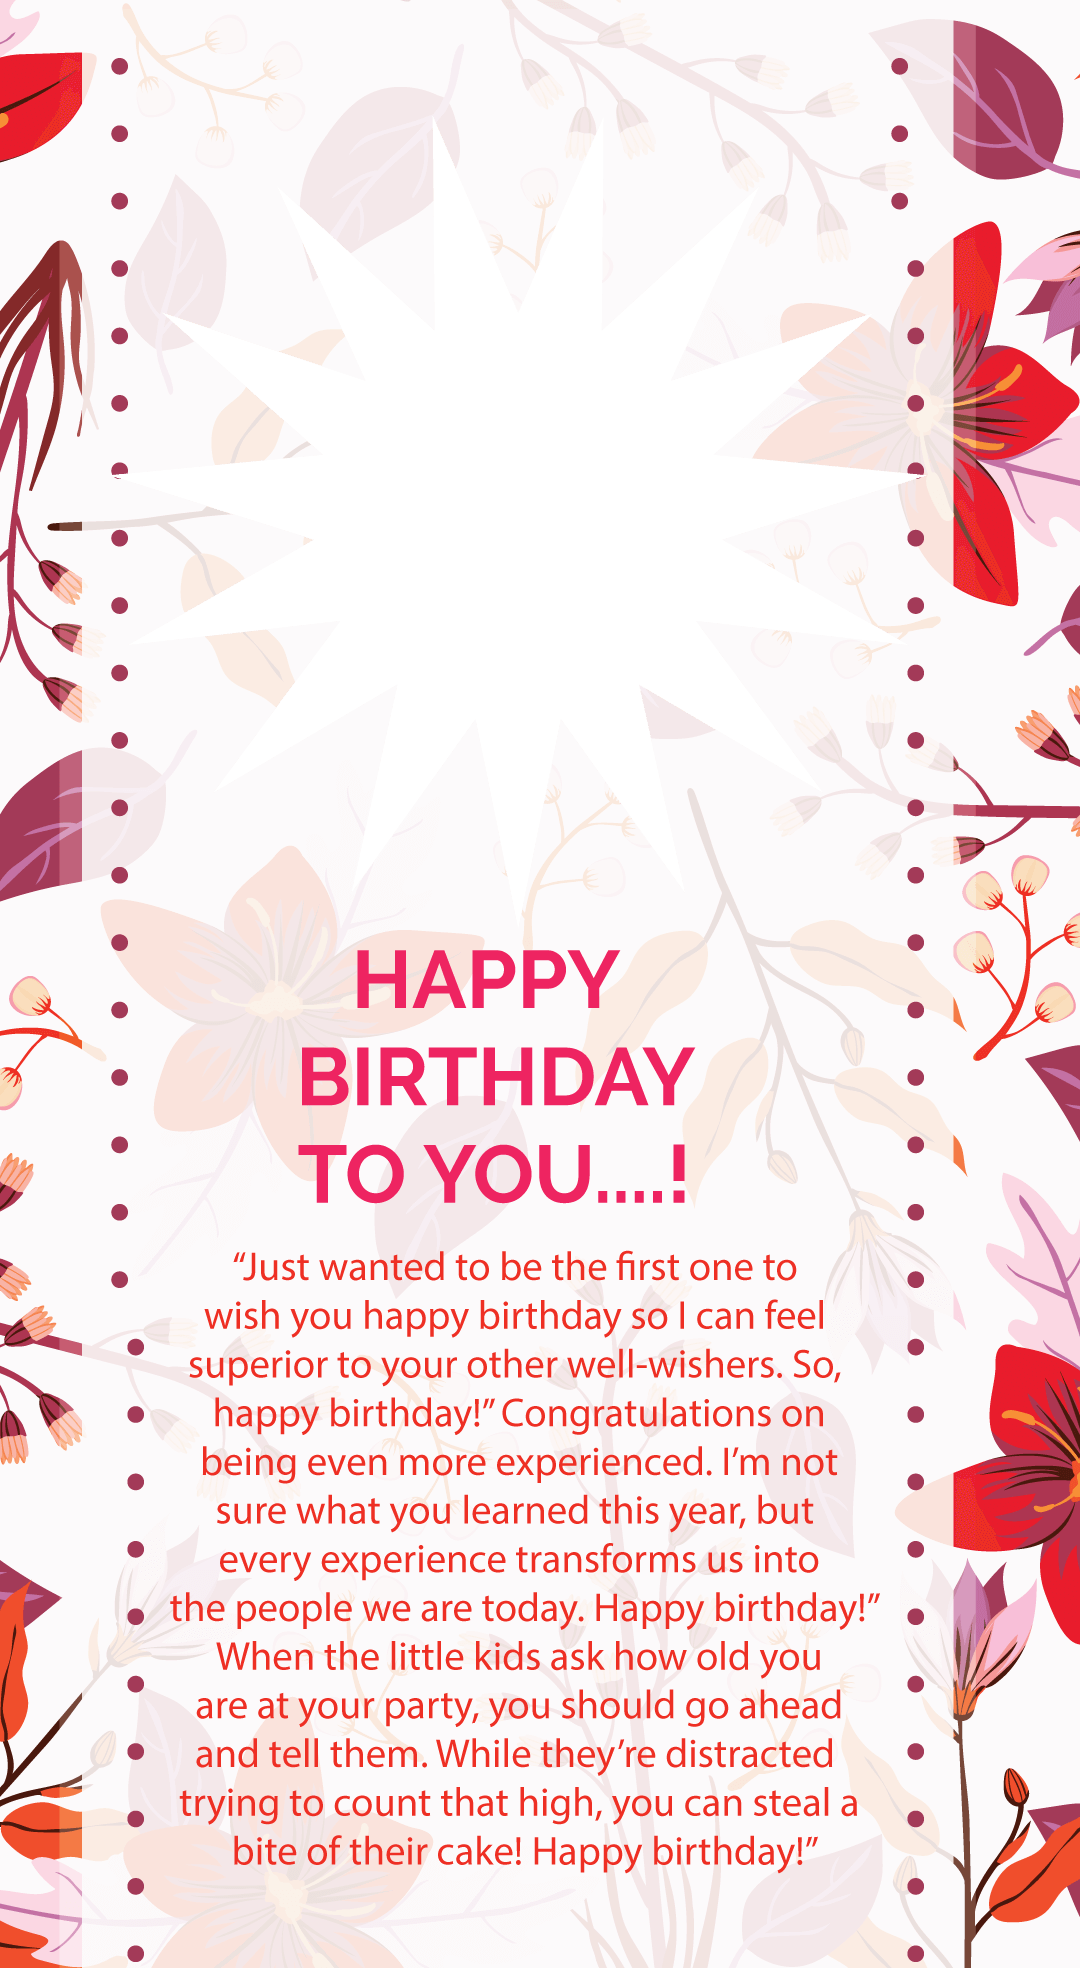 HAPPY
BIRTHDAY
TO YOU....!
“Just wanted to be the first one to
wish you happy birthday so I can feel
superior to your other well-wishers. So,
happy birthday!” Congratulations on
being even more experienced. I’m not
sure what you learned this year, but
every experience transforms us into
the people we are today. Happy birthday!”
When the little kids ask how old you
are at your party, you should go ahead
and tell them. While they’re distracted
trying to count that high, you can steal a
bite of their cake! Happy birthday!”